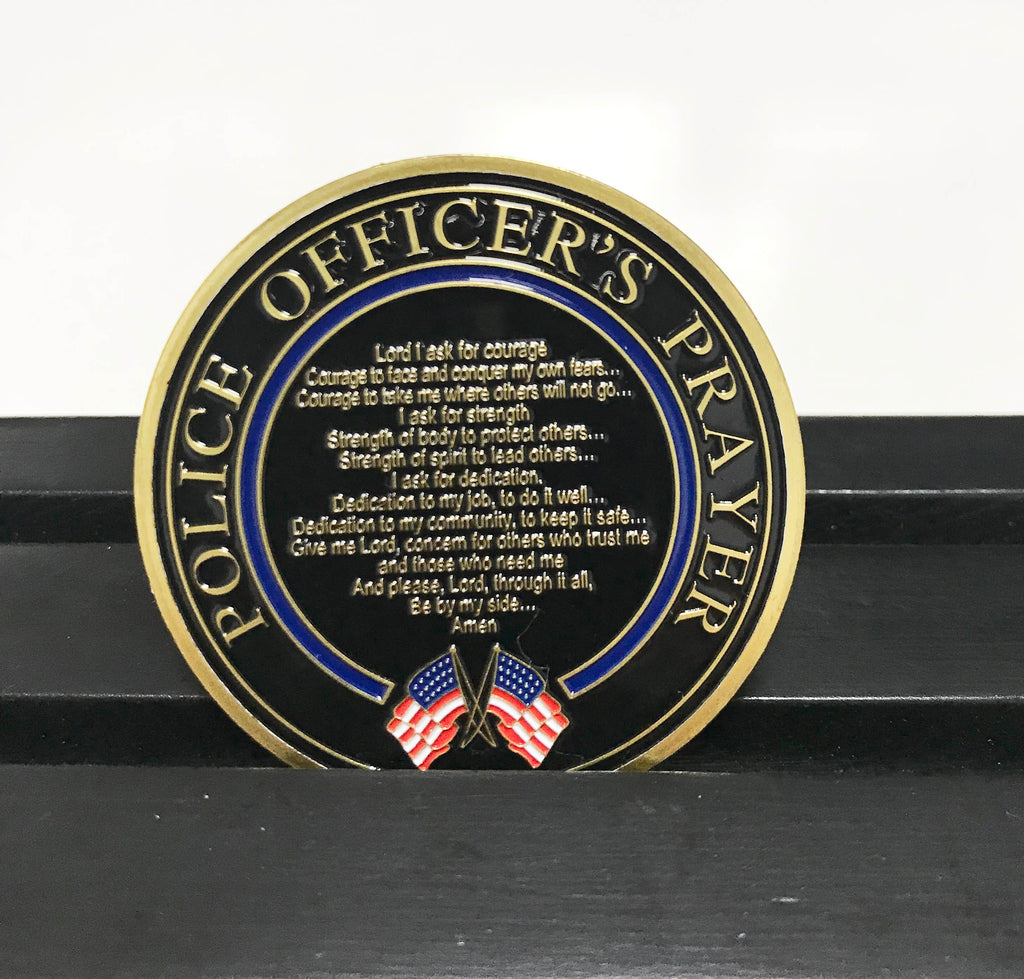 POLICE OFFICER'S PRAYER
Lord I ask for courage
Courage to face and conquer my own fears...
Courage to take me where others will not go...
I ask for strength
Strength of body to protect others...
Strength of spirit to lead others...
I ask for dedication.
Dedication to my job, to do it well...
Dedication to my community, to keep it safe...
Give me Lord, concern for others who trust me
and those who need me
And please, Lord, through it all,
Be by my side...
Amen